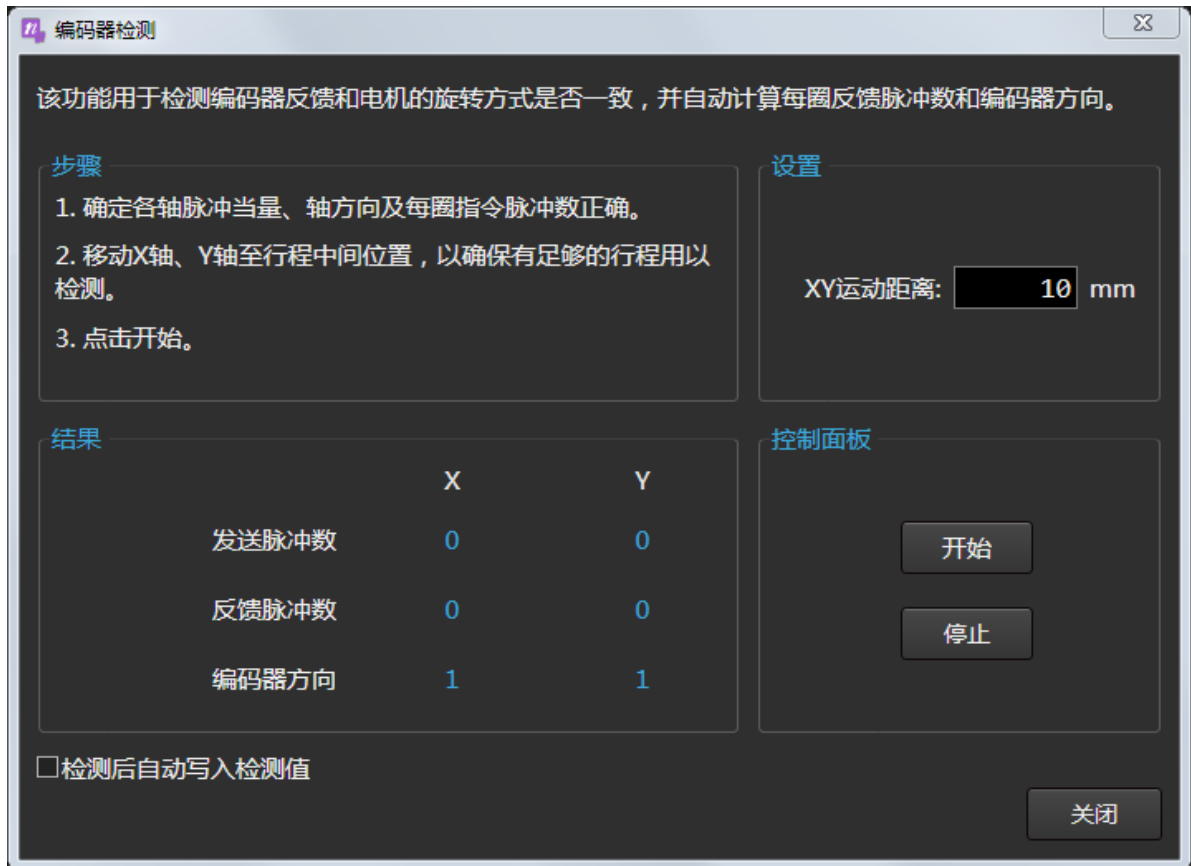 编码器检测
该功能用于检测编码器反馈和电机的旋转方式是否一致，并自动计算每圈反馈脉冲数和编码器方向。
步骤
1. 确定各轴脉冲当量、轴方向及每圈指令脉冲数正确。
2. 移动X轴、Y轴至行程中间位置，以确保有足够的行程用以
检测。
3. 点击开始。
设置
XY运动距离: 10 mm
结果
X Y
发送脉冲数 0 0
反馈脉冲数 0 0
编码器方向 1 1
控制面板
开始
停止
检测后自动写入检测值
关闭